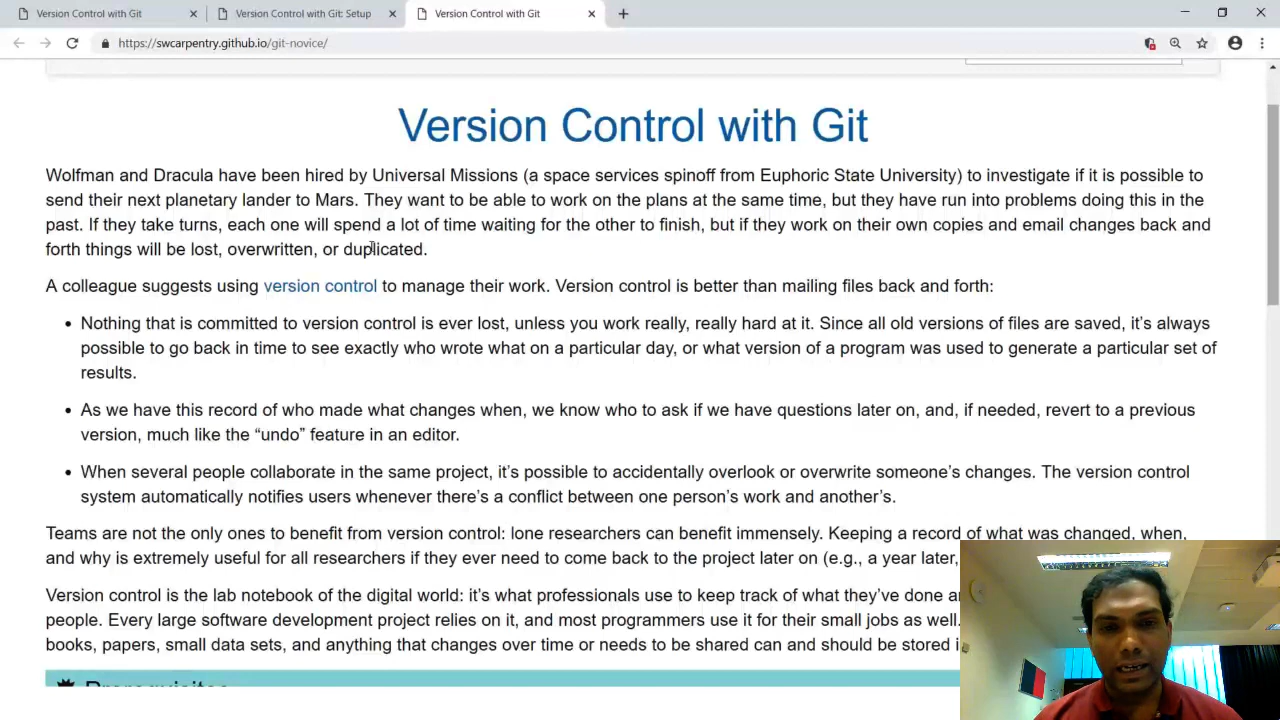 Version Control with Git
Version Control with Git: Setup
Version Control with Git
https://swcarpentry.github.io/git-novice/
Version Control with Git
Wolfman and Dracula have been hired by Universal Missions (a space services spinoff from Euphoric State University) to investigate if it is possible to
send their next planetary lander to Mars. They want to be able to work on the plans at the same time, but they have run into problems doing this in the
past. If they take turns, each one will spend a lot of time waiting for the other to finish, but if they work on their own copies and email changes back and
forth things will be lost, overwritten, or duplicated.
A colleague suggests using version control to manage their work. Version control is better than mailing files back and forth:
Nothing that is committed to version control is ever lost, unless you work really, really hard at it. Since all old versions of files are saved, it’s always
possible to go back in time to see exactly who wrote what on a particular day, or what version of a program was used to generate a particular set of
results.
As we have this record of who made what changes when, we know who to ask if we have questions later on, and, if needed, revert to a previous
version, much like the “undo” feature in an editor.
When several people collaborate in the same project, it’s possible to accidentally overlook or overwrite someone’s changes. The version control
system automatically notifies users whenever there’s a conflict between one person’s work and another’s.
Teams are not the only ones to benefit from version control: lone researchers can benefit immensely. Keeping a record of what was changed, when,
and why is extremely useful for all researchers if they ever need to come back to the project later on (e.g., a year later,
Version control is the lab notebook of the digital world: it’s what professionals use to keep track of what they’ve done
people. Every large software development project relies on it, and most programmers use it for their small jobs as well.
books, papers, small data sets, and anything that changes over time or needs to be shared can and should be stored
Prerequisites